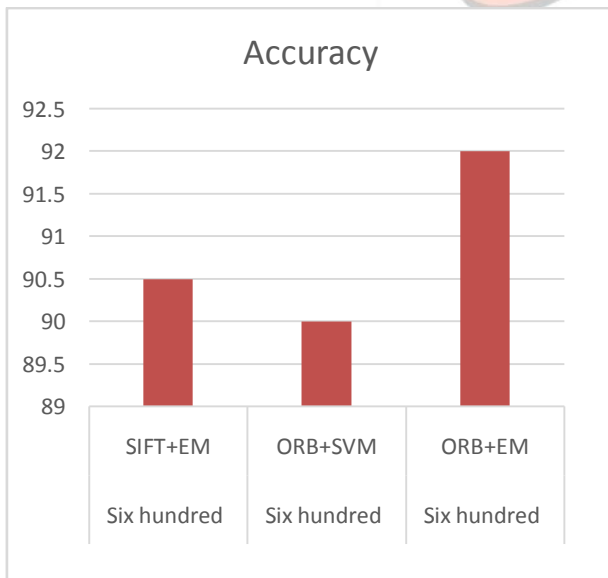 Accuracy
92.5
92
91.5
91
90.5
90
89.5
89
SIFT+EM ORB+SVM ORB+EM
Six hundred Six hundred Six hundred